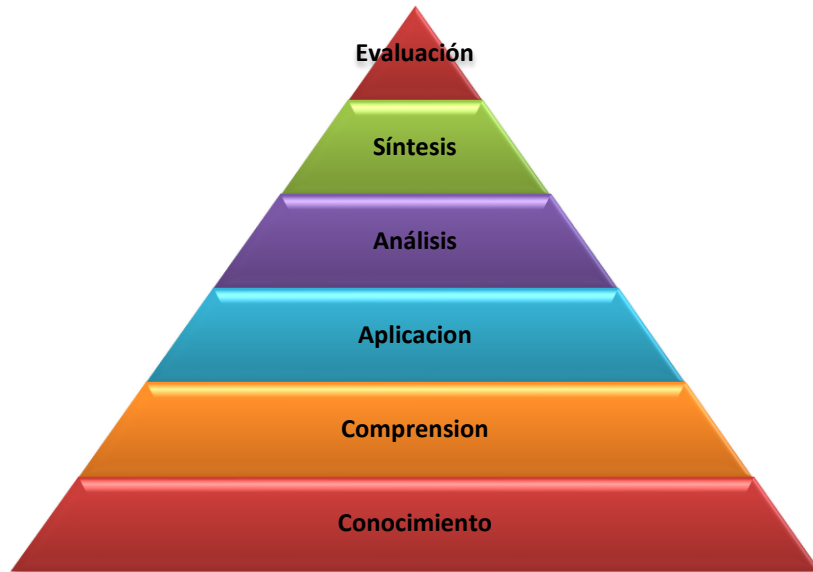 Evaluación
Síntesis
Análisis
Aplicacion
Comprension
Conocimiento